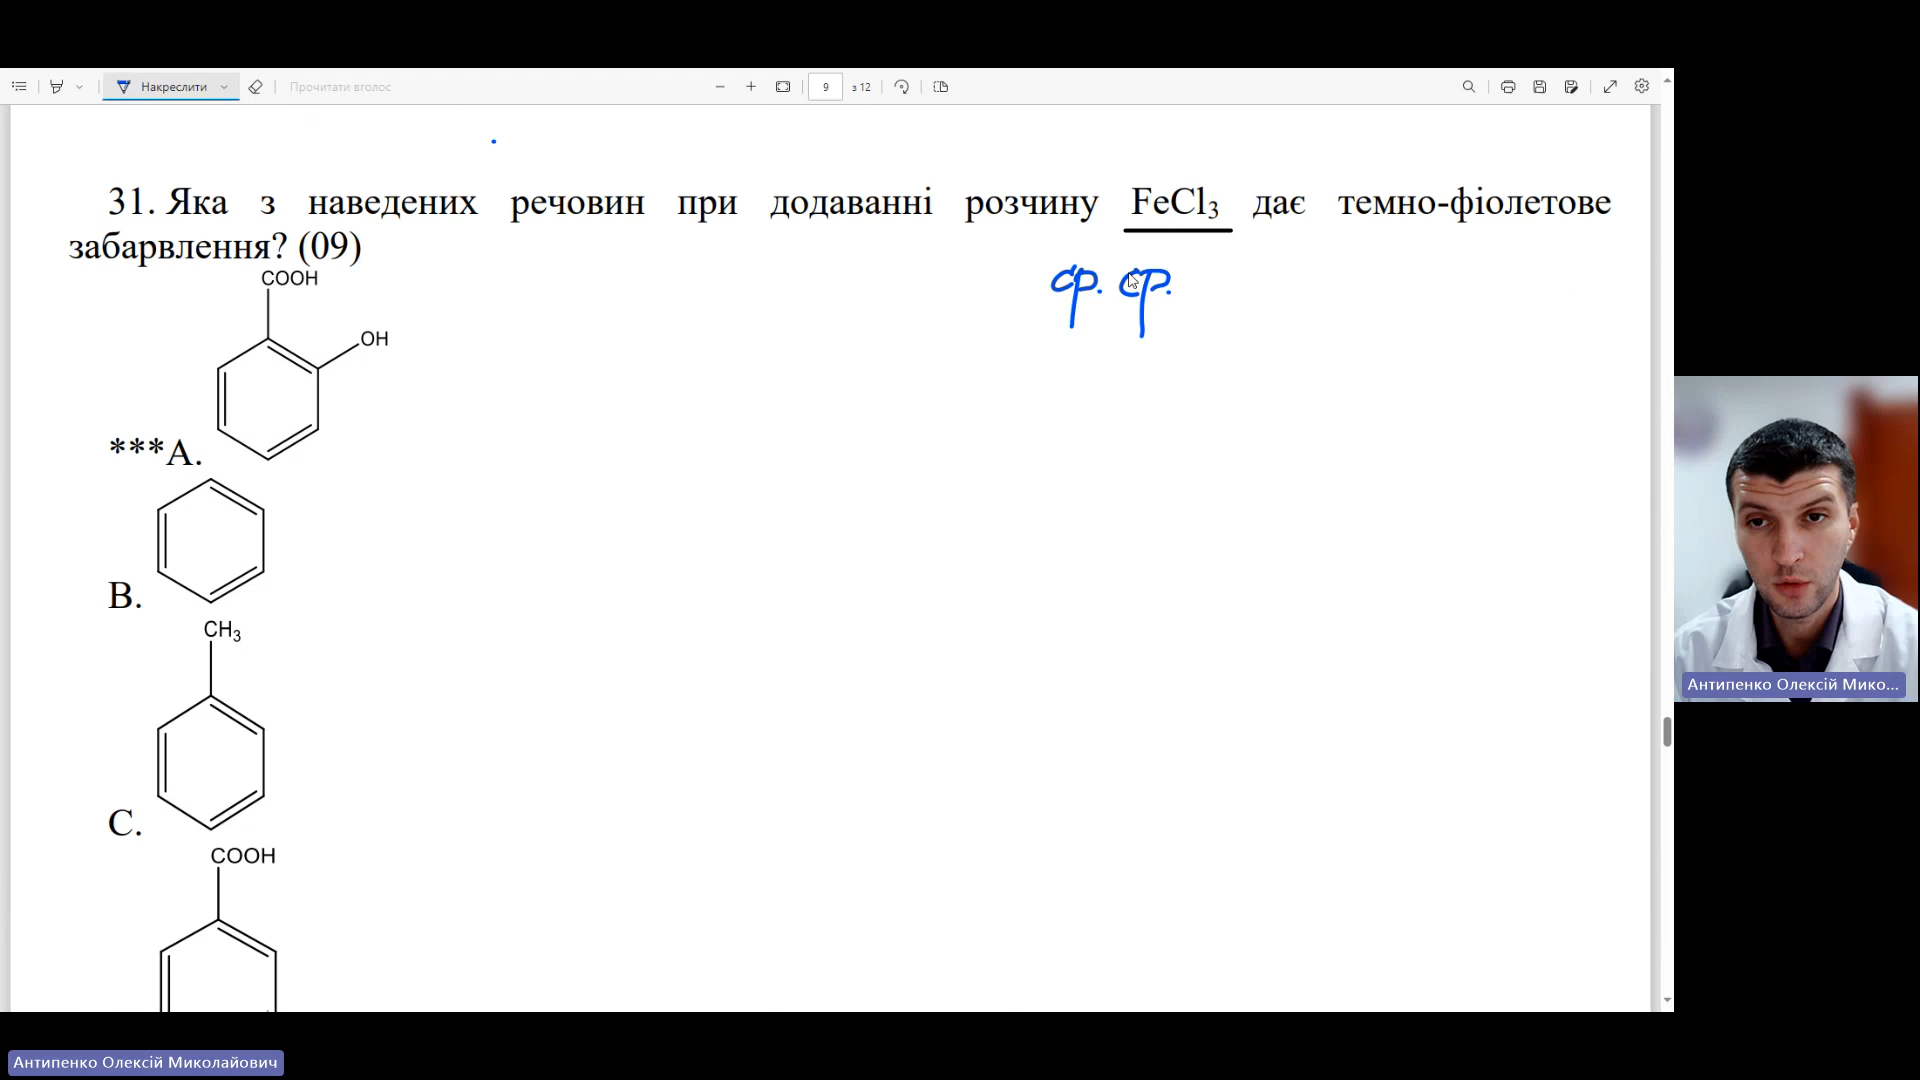 Накреслити
Прочитати вголос
9
з 12
31. Яка з наведених речовин при додаванні розчину FeCl₃ дає темно-фіолетове
забарвлення? (09)
ф. ф.
COOH
OH
***A.
B.
CH₃
C.
COOH
Антипенко Олексій Мико...
Антипенко Олексій Миколайович